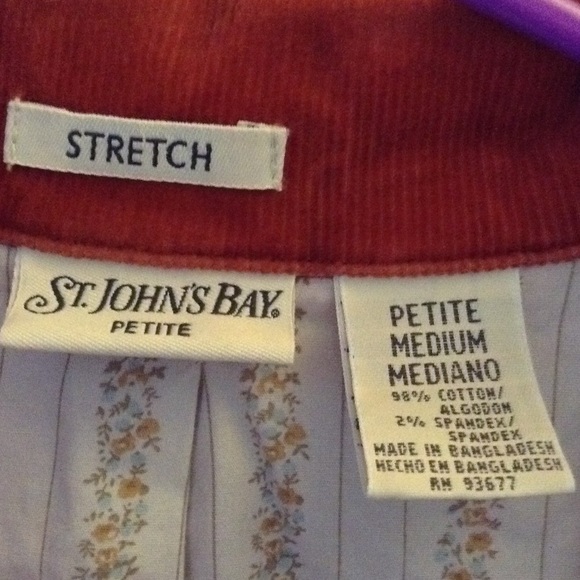 STRETCH
ST. JOHN'S BAY®
PETITE
PETITE
MEDIUM
MEDIANO
98% COTTON/
ALGODON
2% SPANDEX/
SPANDEX
MADE IN BANGLADESH
HECHO EN BANGLADESH
RN 93677